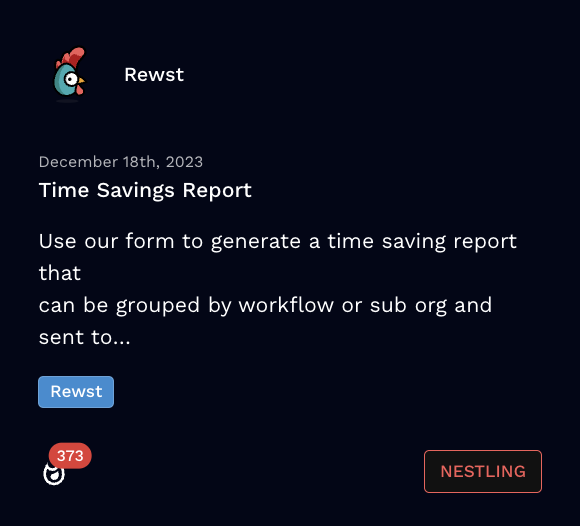 Rewst
December 18th, 2023
Time Savings Report
Use our form to generate a time saving report
that
can be grouped by workflow or sub org and
sent to...
Rewst
373
NESTLING